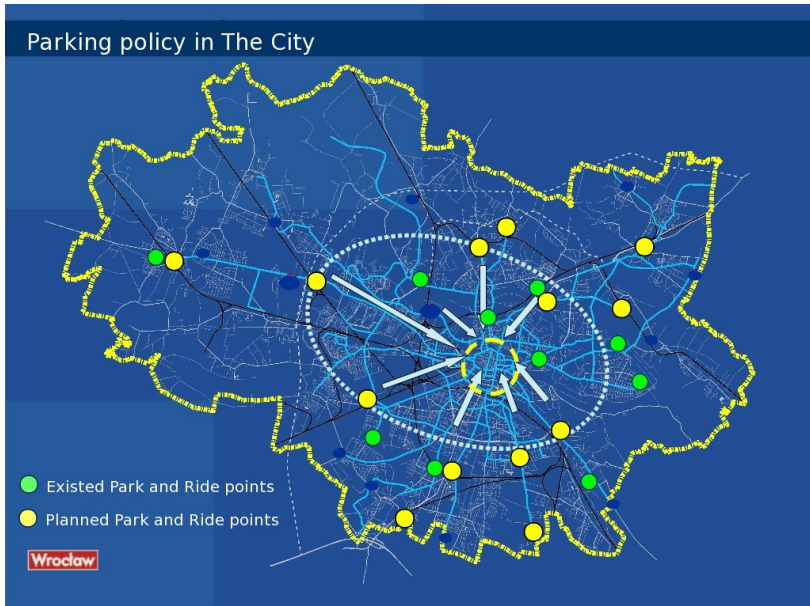 Parking policy in The City
Existed Park and Ride points
Planned Park and Ride points
Wrocław